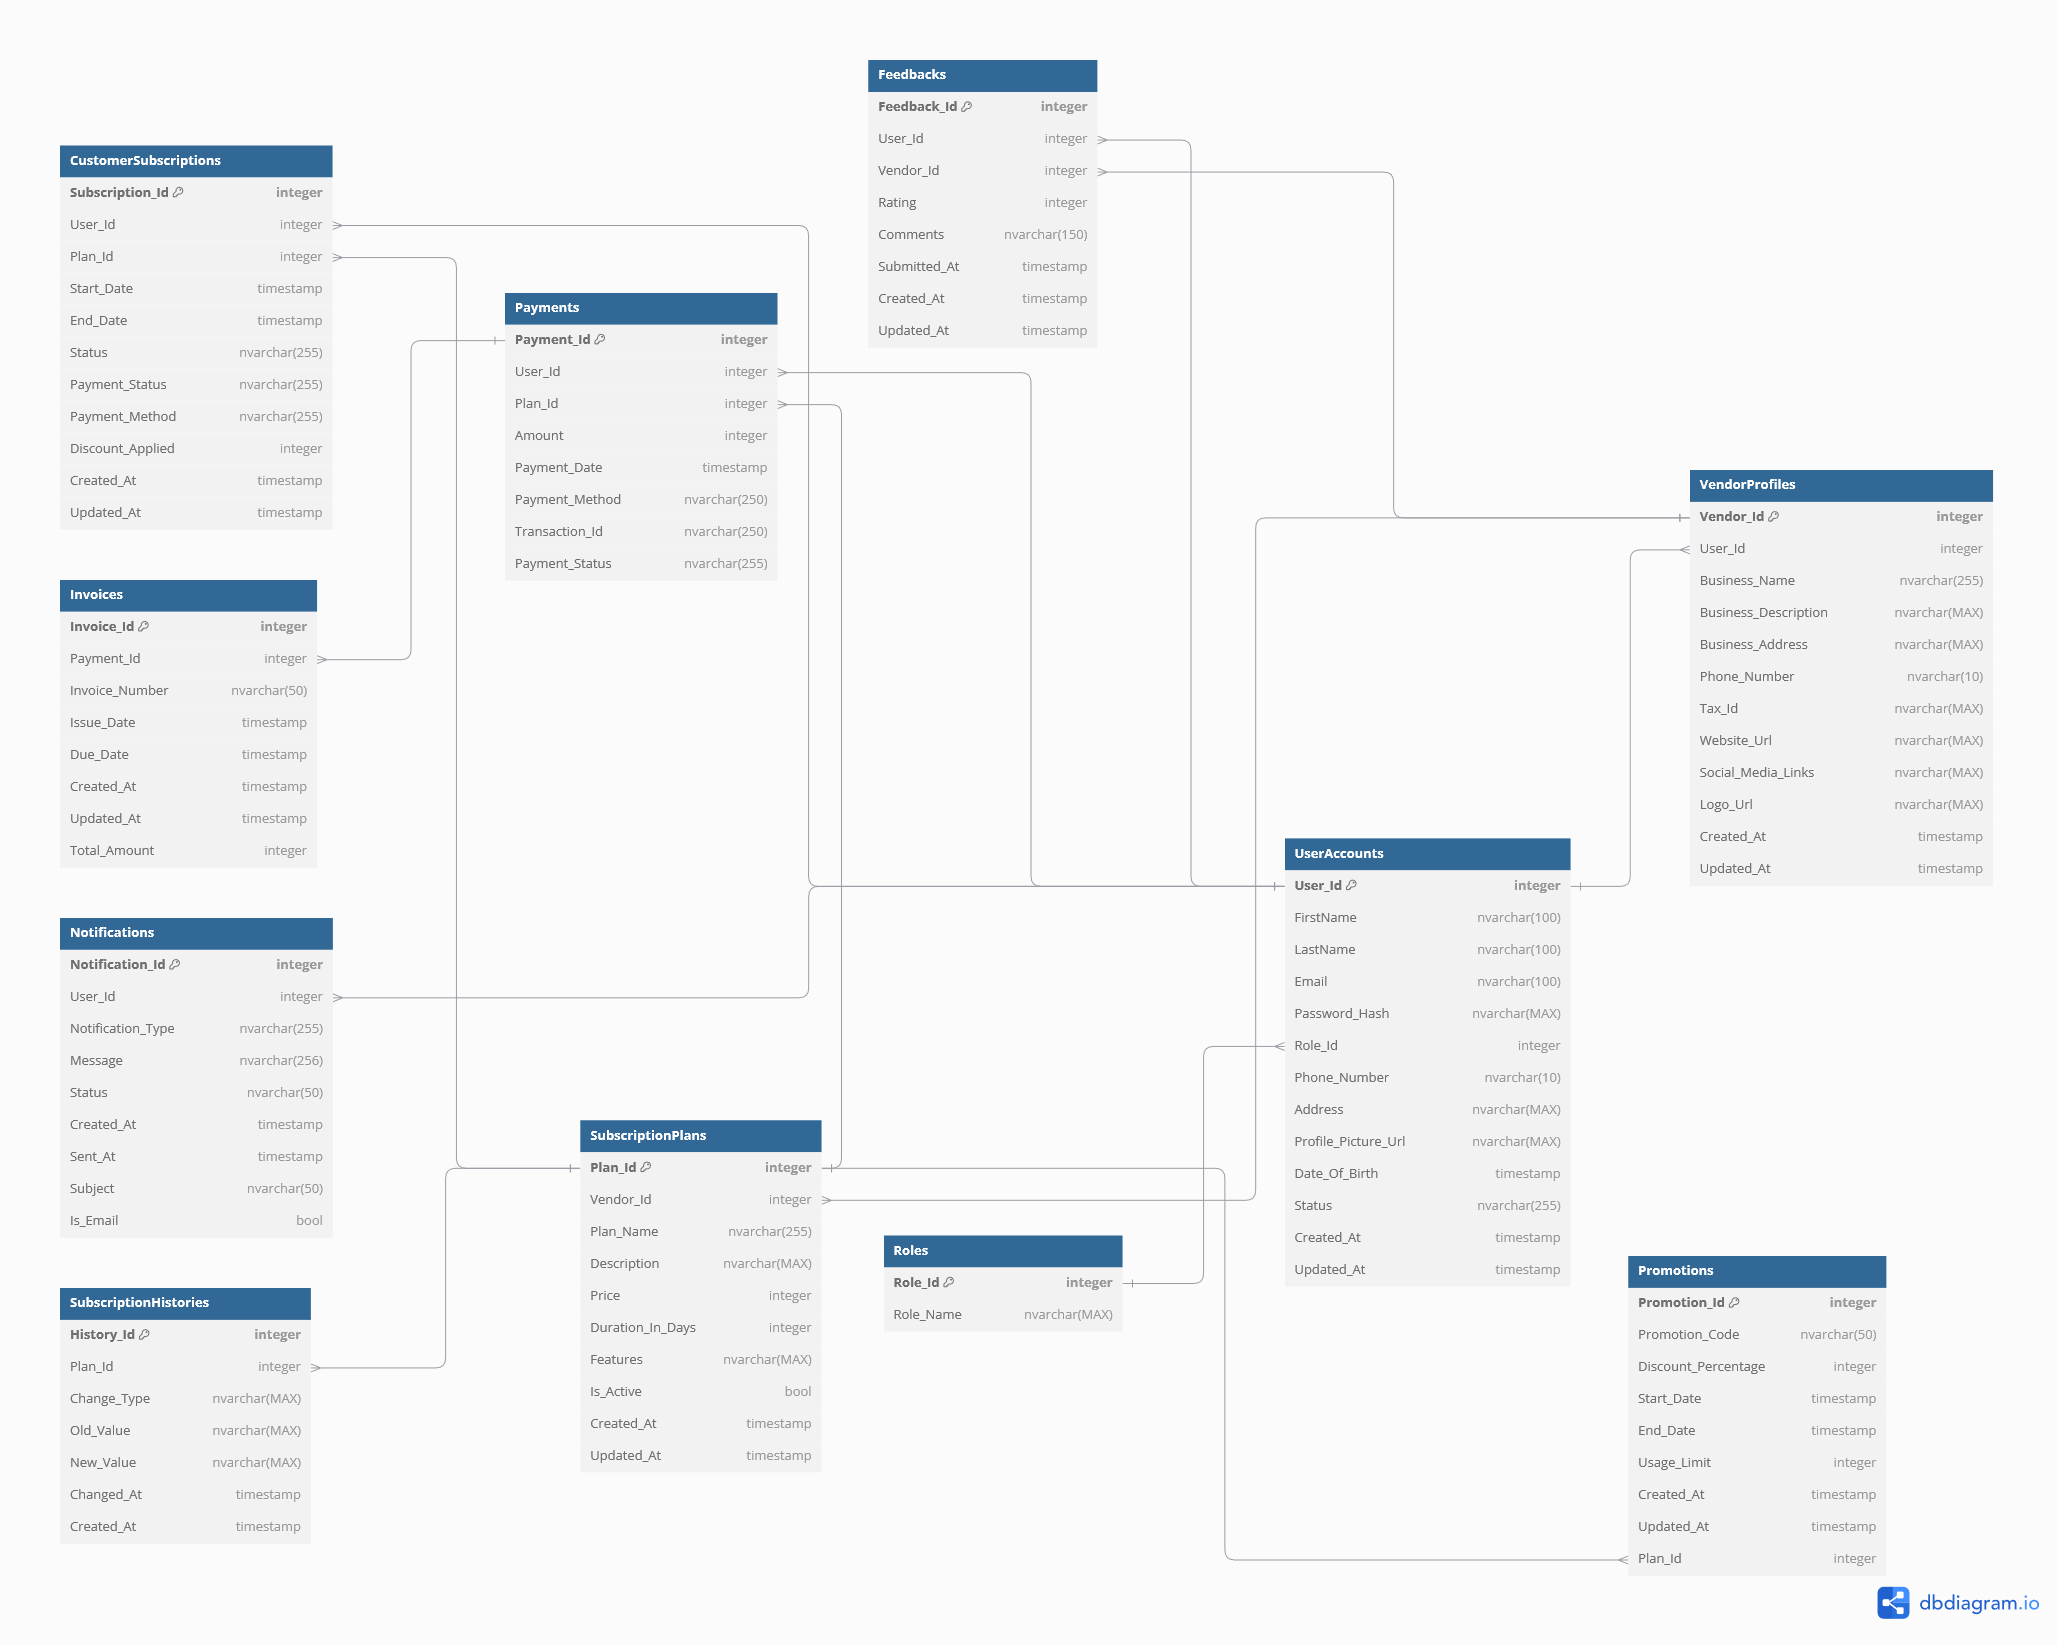 Feedbacks
Feedback_Id integer
User_Id integer
Vendor_Id integer
Rating integer
Comments nvarchar(150)
Submitted_At timestamp
Created_At timestamp
Updated_At timestamp
CustomerSubscriptions
Subscription_Id integer
User_Id integer
Plan_Id integer
Start_Date timestamp
End_Date timestamp
Status nvarchar(255)
Payment_Status nvarchar(255)
Payment_Method nvarchar(255)
Discount_Applied integer
Created_At timestamp
Updated_At timestamp
Payments
Payment_Id integer
User_Id integer
Plan_Id integer
Amount integer
Payment_Date timestamp
Payment_Method nvarchar(250)
Transaction_Id nvarchar(250)
Payment_Status nvarchar(255)
VendorProfiles
Vendor_Id integer
User_Id integer
Business_Name nvarchar(255)
Business_Description nvarchar(MAX)
Business_Address nvarchar(MAX)
Phone_Number nvarchar(10)
Tax_Id nvarchar(MAX)
Website_Url nvarchar(MAX)
Social_Media_Links nvarchar(MAX)
Logo_Url nvarchar(MAX)
Created_At timestamp
Updated_At timestamp
Invoices
Invoice_Id integer
Payment_Id integer
Invoice_Number nvarchar(50)
Issue_Date timestamp
Due_Date timestamp
Created_At timestamp
Updated_At timestamp
Total_Amount integer
UserAccounts
User_Id integer
FirstName nvarchar(100)
LastName nvarchar(100)
Email nvarchar(100)
Password_Hash nvarchar(MAX)
Role_Id integer
Phone_Number nvarchar(10)
Address nvarchar(MAX)
Profile_Picture_Url nvarchar(MAX)
Date_Of_Birth timestamp
Status nvarchar(255)
Created_At timestamp
Updated_At timestamp
Notifications
Notification_Id integer
User_Id integer
Notification_Type nvarchar(255)
Message nvarchar(256)
Status nvarchar(50)
Created_At timestamp
Sent_At timestamp
Subject nvarchar(50)
Is_Email bool
SubscriptionPlans
Plan_Id integer
Vendor_Id integer
Plan_Name nvarchar(255)
Description nvarchar(MAX)
Price integer
Duration_In_Days integer
Features nvarchar(MAX)
Is_Active bool
Created_At timestamp
Updated_At timestamp
Roles
Role_Id integer
Role_Name nvarchar(MAX)
Promotions
Promotion_Id integer
Promotion_Code nvarchar(50)
Discount_Percentage integer
Start_Date timestamp
End_Date timestamp
Usage_Limit integer
Created_At timestamp
Updated_At timestamp
Plan_Id integer
SubscriptionHistories
History_Id integer
Plan_Id integer
Change_Type nvarchar(MAX)
Old_Value nvarchar(MAX)
New_Value nvarchar(MAX)
Changed_At timestamp
Created_At timestamp
dbdiagram.io